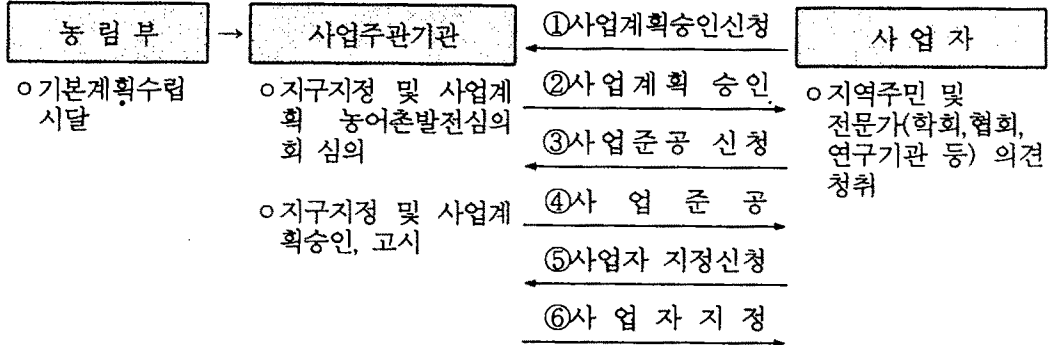 농 림 부 → 사업주관기관
○ 기본계획수립
시달
○ 지구지정 및 사업계
획 농어촌발전심의
회 심의
○ 지구지정 및 사업계
획승인, 고시
①사업계획승인신청
②사업계획 승인
③사업준공 신청
④사 업 준 공
⑤사업자 지정신청
⑥사 업 자 지 정
사 업 자
○ 지역주민 및
전문가(학회,협회,
연구기관 등) 의견
청취